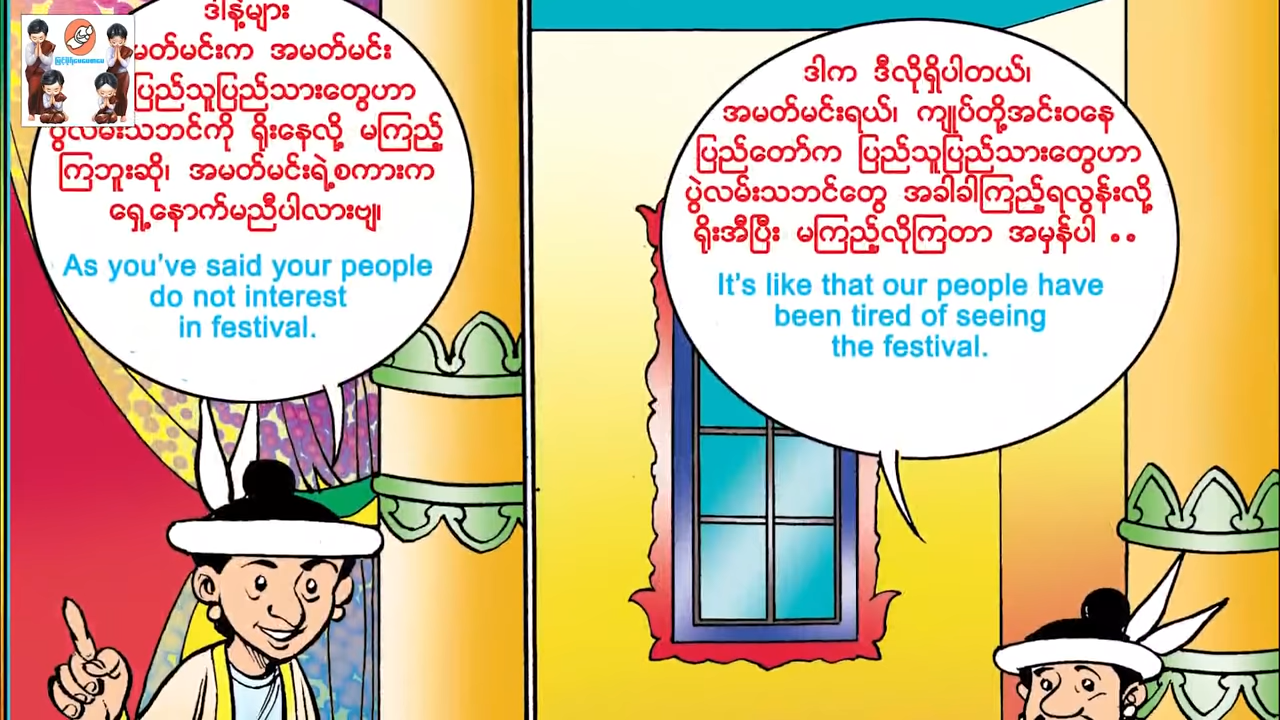 ဒါနဲ့များ
မတ်မင်းက အမတ်မင်း
ပြည်သူပြည်သားတွေဟာ
ပွဲလမ်းသဘင်ကို ရိုးနေလို့ မကြည့်
ကြဘူးဆို၊ အမတ်မင်းရဲ့စကားက
ရှေ့နောက်မညီပါလားဗျ၊
As you've said your people
do not interest
in festival.
ဒါက ဒီလိုရှိပါတယ်၊
အမတ်မင်းရယ်၊ ကျုပ်တို့အင်းဝနေ
ပြည်တော်က ပြည်သူပြည်သားတွေဟာ
ပွဲလမ်းသဘင်တွေ အခါခါကြည့်ရလွန်းလို့
ရိုးအီပြီး မကြည့်လိုကြတာ အမှန်ပါ ..
It's like that our people have
been tired of seeing
the festival.